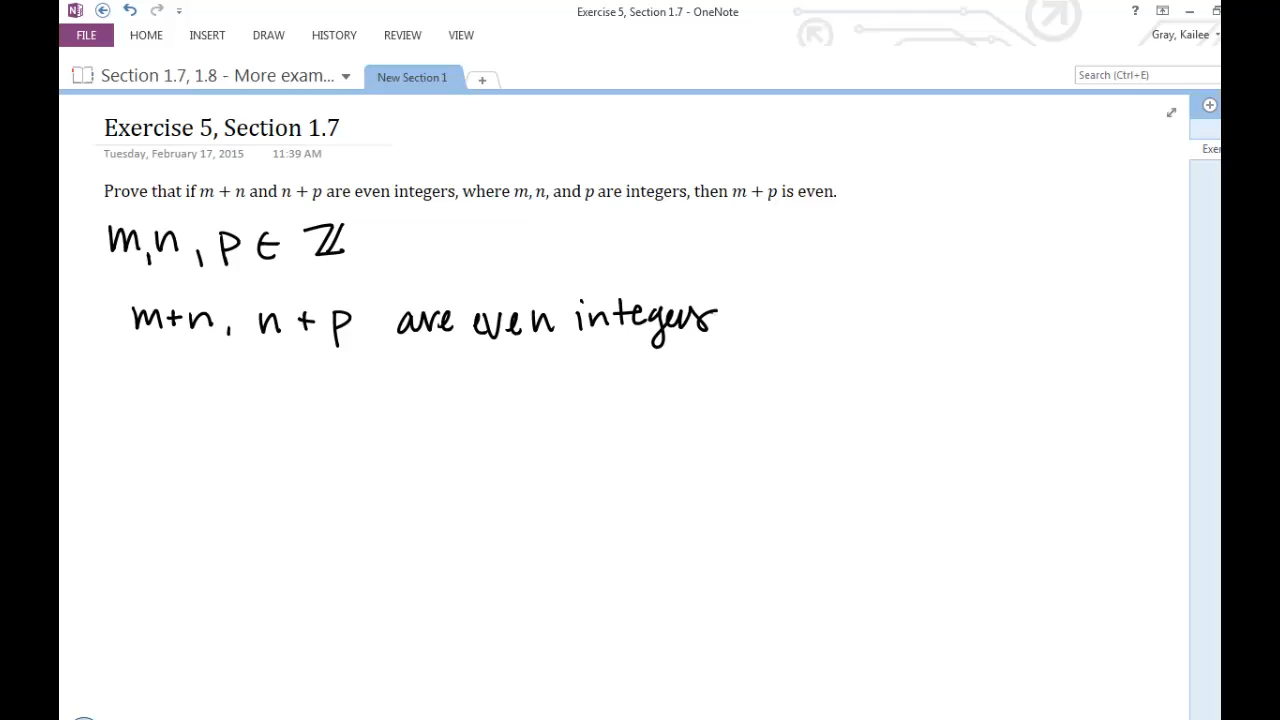 Exercise 5, Section 1.7 - OneNote
?
FILE HOME INSERT DRAW HISTORY REVIEW VIEW
Gray, Kailee
Section 1.7, 1.8 - More exam...
New Section 1
+
Search (Ctrl+E)
Exercise 5, Section 1.7
Tuesday, February 17, 2015 11:39 AM
Exer
Prove that if m + n and n + p are even integers, where m, n, and p are integers, then m + p is even.
m, n, p ∈ ℤ
m+n, n + p are even integers